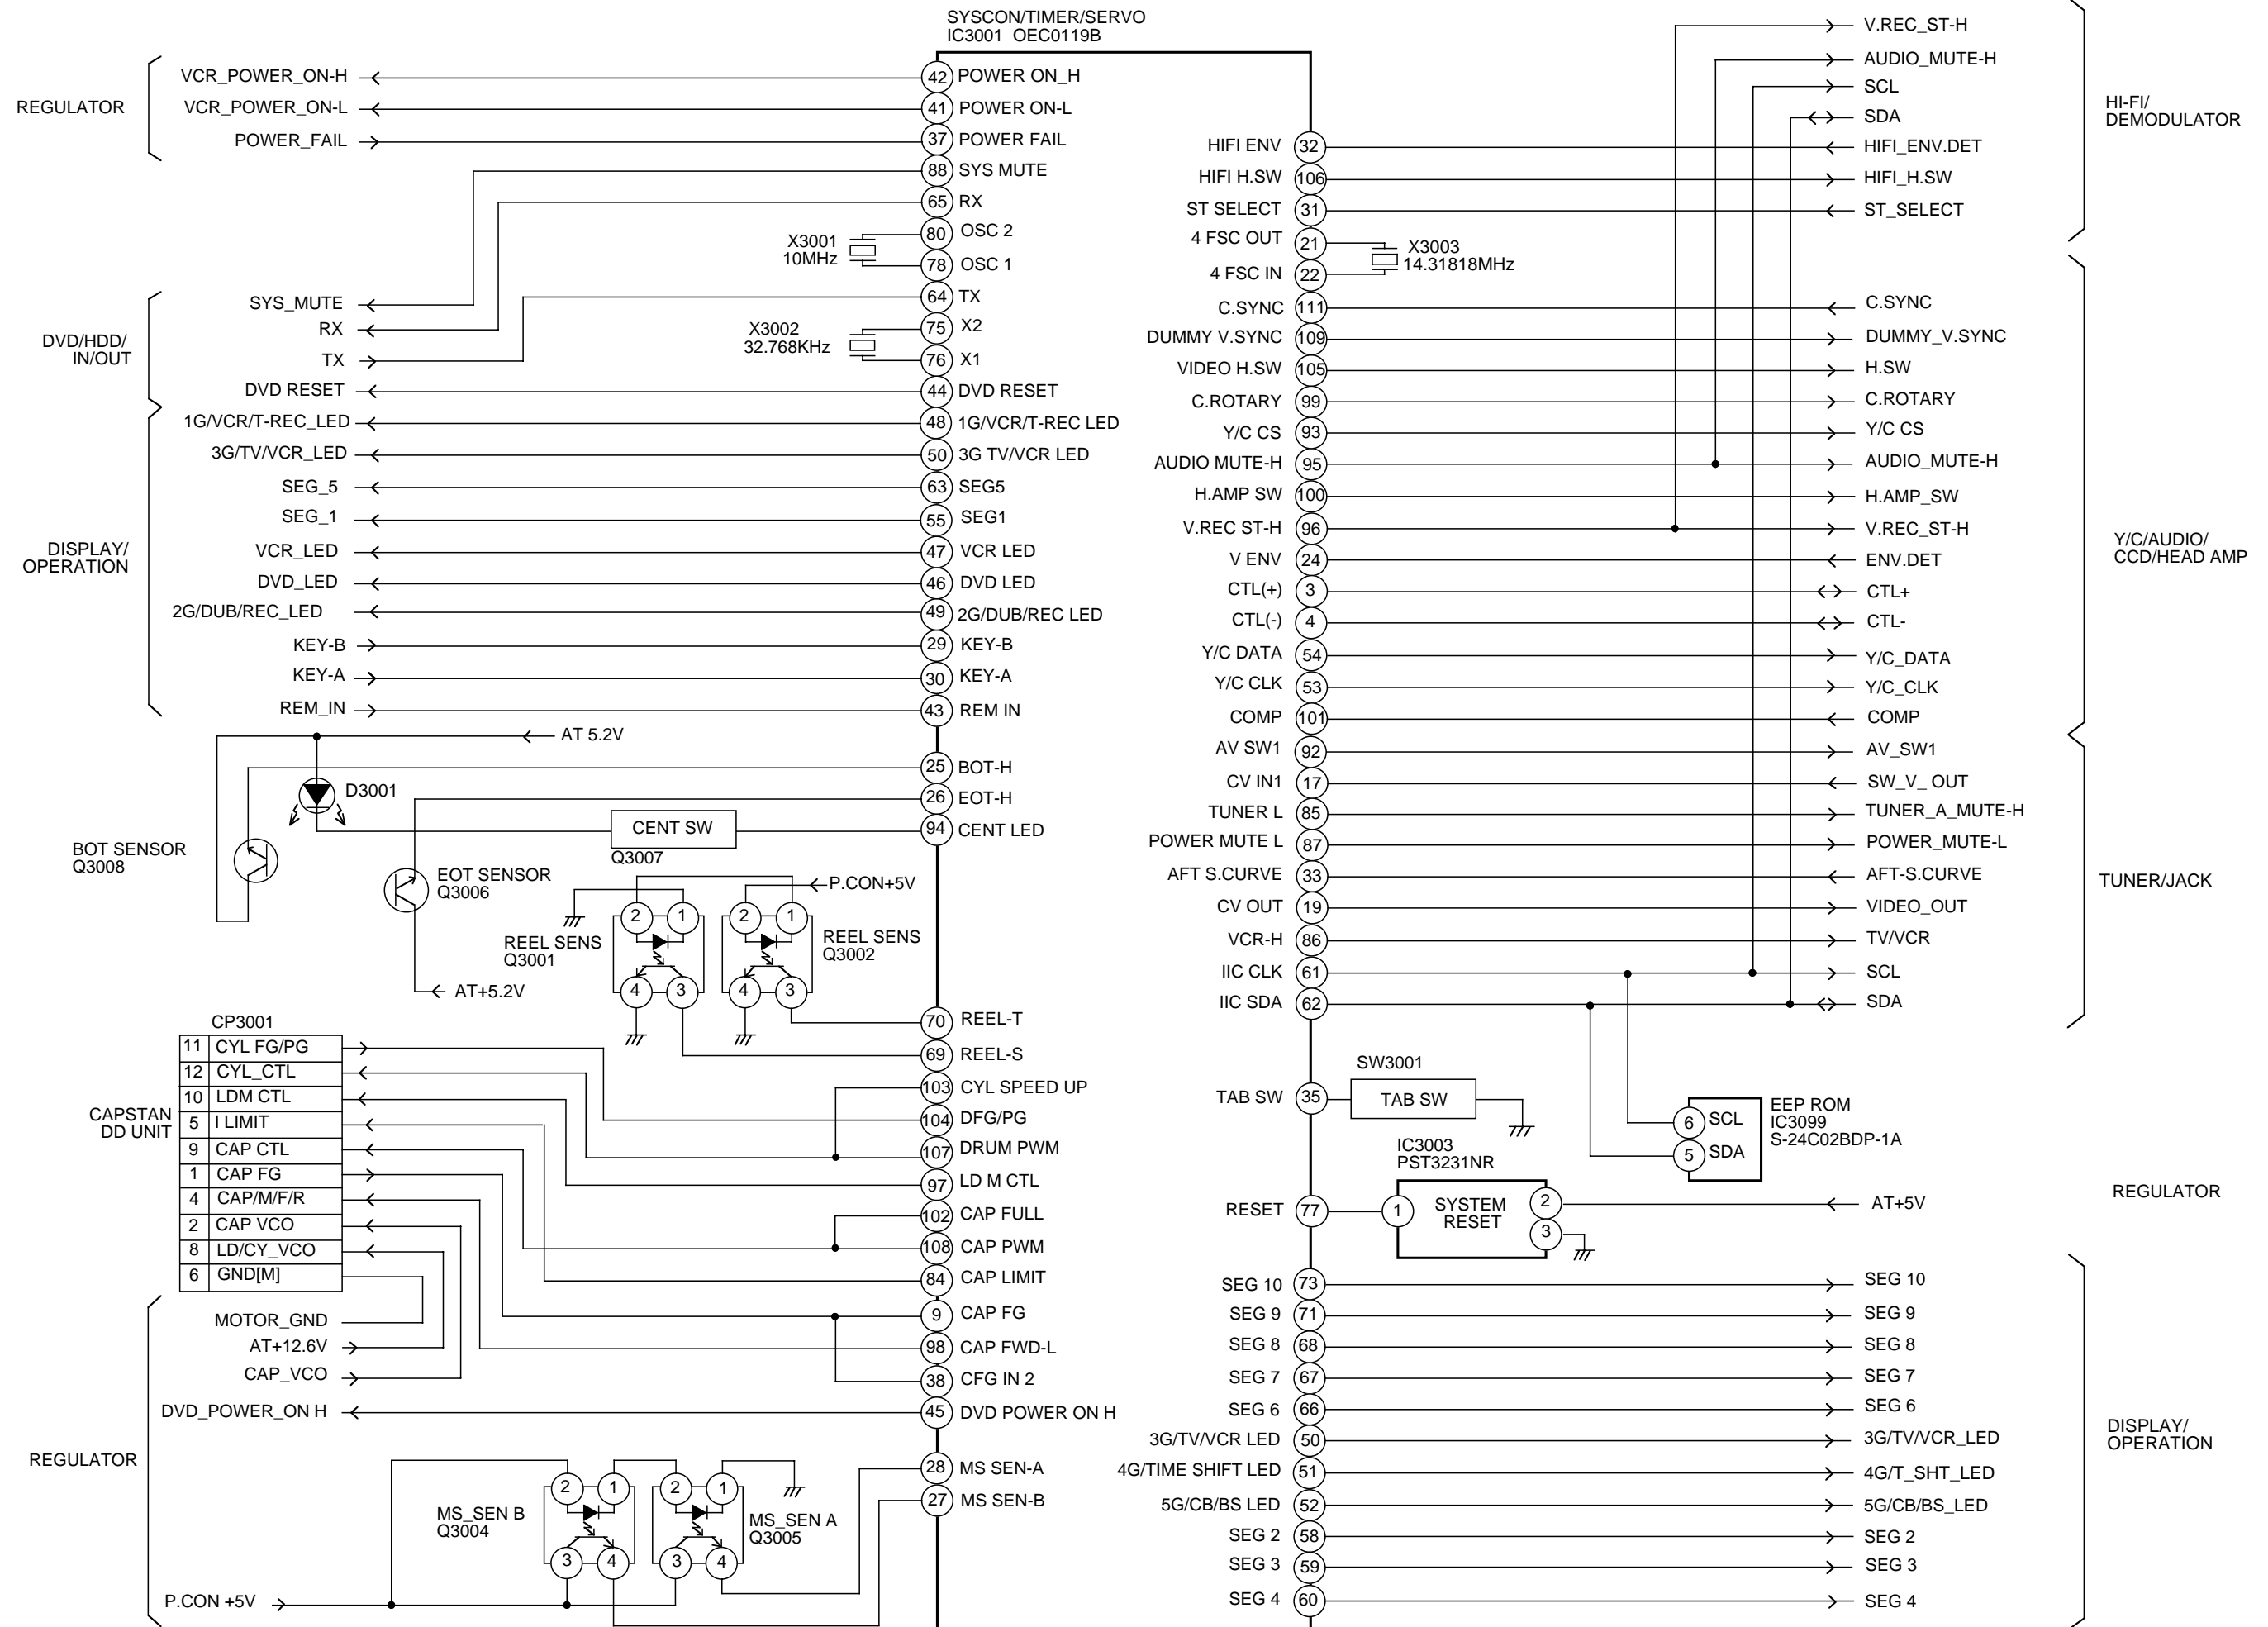 SYSCON/TIMER/SERVO
IC3001 OEC0119B
REGULATOR
VCR_POWER_ON-H
42 POWER ON_H
VCR_POWER_ON-L
41 POWER ON-L
POWER_FAIL
37 POWER FAIL
88 SYS MUTE
65 RX
X3001
10MHz
80 OSC 2
78 OSC 1
64 TX
X3002
32.768KHz
75 X2
76 X1
DVD/HDD/
IN/OUT
SYS_MUTE
RX
TX
DVD RESET
44 DVD RESET
DISPLAY/
OPERATION
1G/VCR/T-REC_LED
48 1G/VCR/T-REC LED
3G/TV/VCR_LED
50 3G TV/VCR LED
SEG_5
63 SEG5
SEG_1
55 SEG1
VCR_LED
47 VCR LED
DVD_LED
46 DVD LED
2G/DUB/REC_LED
49 2G/DUB/REC LED
KEY-B
29 KEY-B
KEY-A
30 KEY-A
REM_IN
43 REM IN
AT 5.2V
25 BOT-H
D3001
26 EOT-H
CENT SW
Q3007
94 CENT LED
BOT SENSOR
Q3008
EOT SENSOR
Q3006
AT+5.2V
P.CON+5V
REEL SENS
Q3001
2 1
4 3
REEL SENS
Q3002
2 1
4 3
70 REEL-T
69 REEL-S
CP3001
CAPSTAN
DD UNIT
11 CYL FG/PG
12 CYL_CTL
10 LDM CTL
5 I LIMIT
9 CAP CTL
1 CAP FG
4 CAP/M/F/R
2 CAP VCO
8 LD/CY_VCO
6 GND[M]
103 CYL SPEED UP
104 DFG/PG
107 DRUM PWM
97 LD M CTL
102 CAP FULL
108 CAP PWM
84 CAP LIMIT
9 CAP FG
98 CAP FWD-L
38 CFG IN 2
REGULATOR
MOTOR_GND
AT+12.6V
CAP_VCO
DVD_POWER_ON H
45 DVD POWER ON H
28 MS SEN-A
27 MS SEN-B
MS_SEN B
Q3004
2 1
3 4
MS_SEN A
Q3005
2 1
3 4
P.CON +5V
V.REC_ST-H
AUDIO_MUTE-H
SCL
SDA
HI-FI/
DEMODULATOR
HIFI ENV 32 HIFI_ENV.DET
HIFI H.SW 106 HIFI_H.SW
ST SELECT 31 ST_SELECT
4 FSC OUT 21
4 FSC IN 22
X3003
14.31818MHz
C.SYNC 111 C.SYNC
DUMMY V.SYNC 109 DUMMY_V.SYNC
VIDEO H.SW 105 H.SW
C.ROTARY 99 C.ROTARY
Y/C CS 93 Y/C CS
AUDIO MUTE-H 95 AUDIO_MUTE-H
H.AMP SW 100 H.AMP_SW
V.REC ST-H 96 V.REC_ST-H
V ENV 24 ENV.DET
CTL(+) 3 CTL+
CTL(-) 4 CTL-
Y/C DATA 54 Y/C_DATA
Y/C CLK 53 Y/C_CLK
COMP 101 COMP
Y/C/AUDIO/
CCD/HEAD AMP
AV SW1 92 AV_SW1
CV IN1 17 SW_V_ OUT
TUNER L 85 TUNER_A_MUTE-H
POWER MUTE L 87 POWER_MUTE-L
AFT S.CURVE 33 AFT-S.CURVE
CV OUT 19 VIDEO_OUT
VCR-H 86 TV/VCR
IIC CLK 61 SCL
IIC SDA 62 SDA
TUNER/JACK
SW3001
TAB SW 35 TAB SW
6 SCL
5 SDA
EEP ROM
IC3099
S-24C02BDP-1A
IC3003
PST3231NR
RESET 77
1 SYSTEM
RESET 2
3
AT+5V
REGULATOR
SEG 10 73 SEG 10
SEG 9 71 SEG 9
SEG 8 68 SEG 8
SEG 7 67 SEG 7
SEG 6 66 SEG 6
3G/TV/VCR LED 50 3G/TV/VCR_LED
4G/TIME SHIFT LED 51 4G/T_SHT_LED
5G/CB/BS LED 52 5G/CB/BS_LED
SEG 2 58 SEG 2
SEG 3 59 SEG 3
SEG 4 60 SEG 4
DISPLAY/
OPERATION